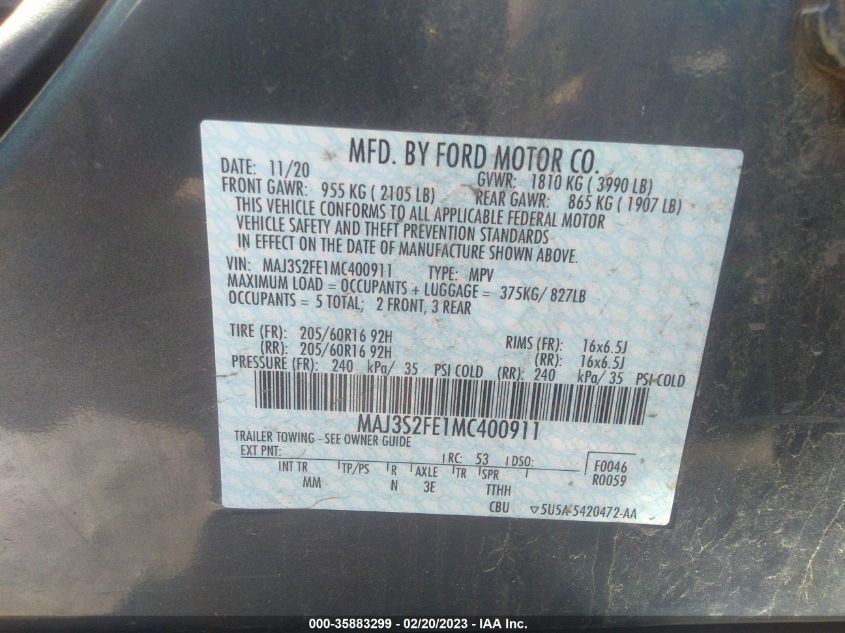 MFD. BY FORD MOTOR CO.
DATE: 11/20 GVWR: 1810 KG ( 3990 LB)
FRONT GAWR: 955 KG ( 2105 LB) REAR GAWR: 865 KG ( 1907 LB)
THIS VEHICLE CONFORMS TO ALL APPLICABLE FEDERAL MOTOR
VEHICLE SAFETY AND THEFT PREVENTION STANDARDS
IN EFFECT ON THE DATE OF MANUFACTURE SHOWN ABOVE.
VIN: MAJ3S2FE1MC400911 TYPE: MPV
MAXIMUM LOAD = OCCUPANTS + LUGGAGE = 375KG/ 827LB
OCCUPANTS = 5 TOTAL; 2 FRONT, 3 REAR
TIRE (FR): 205/60R16 92H RIMS (FR): 16x6.5J
(RR): 205/60R16 92H (RR): 16x6.5J
PRESSURE (FR): 240 kPa/ 35 PSI COLD (RR): 240 kPa/ 35 PSI COLD
MAJ3S2FE1MC400911
TRAILER TOWING - SEE OWNER GUIDE
EXT PNT: RC: 53 DSO: F0046
INT TR TP/PS R AXLE TR SPR R0059
MM N 3E TTHH
CBU ▽5U5A-5420472-AA
000-35883299 - 02/20/2023 - IAA Inc.